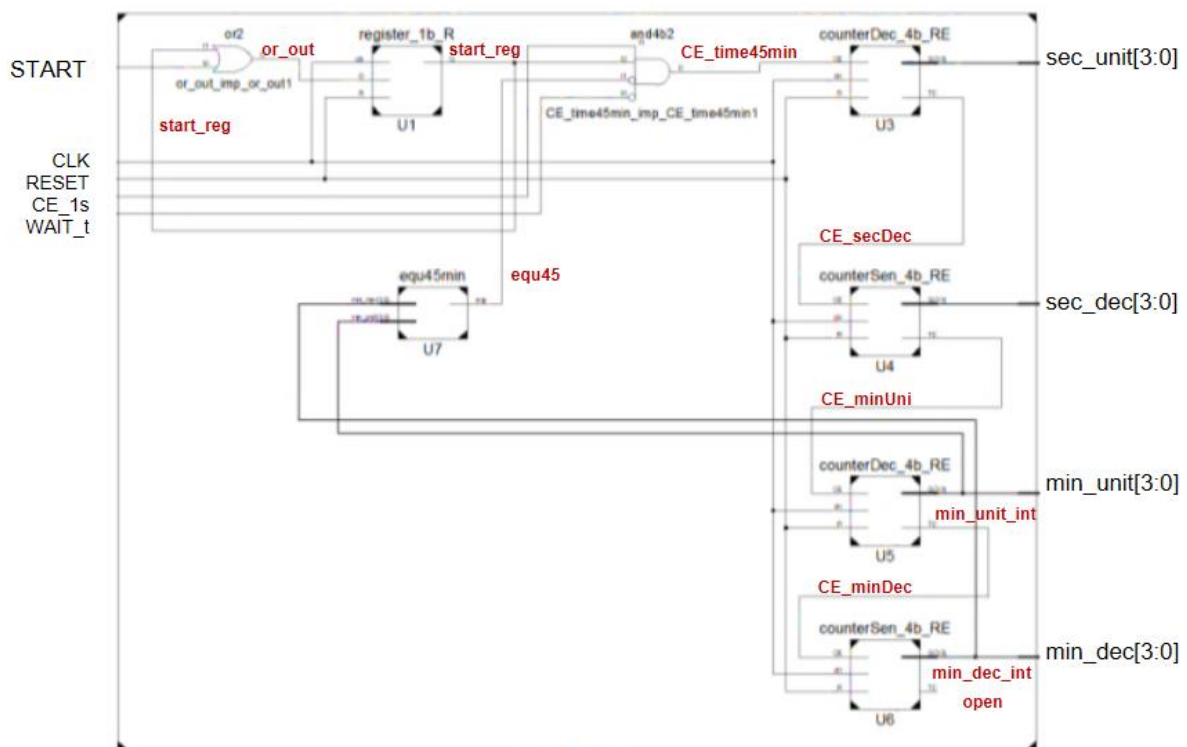 or2
register_1b_R
and4b2
counterDec_4b_RE
START
or_out
start_reg
CE_time45min
sec_unit[3:0]
or_out_imp_or_out1
CE_time45min_imp_CE_time45min1
U1
U3
start_reg
CLK
RESET
CE_1s
WAIT_t
CE_secDec
equ45min
equ45
counterSen_4b_RE
sec_dec[3:0]
U7
U4
CE_minUni
counterDec_4b_RE
min_unit[3:0]
min_unit_int
U5
CE_minDec
counterSen_4b_RE
min_dec[3:0]
min_dec_int
open
U6